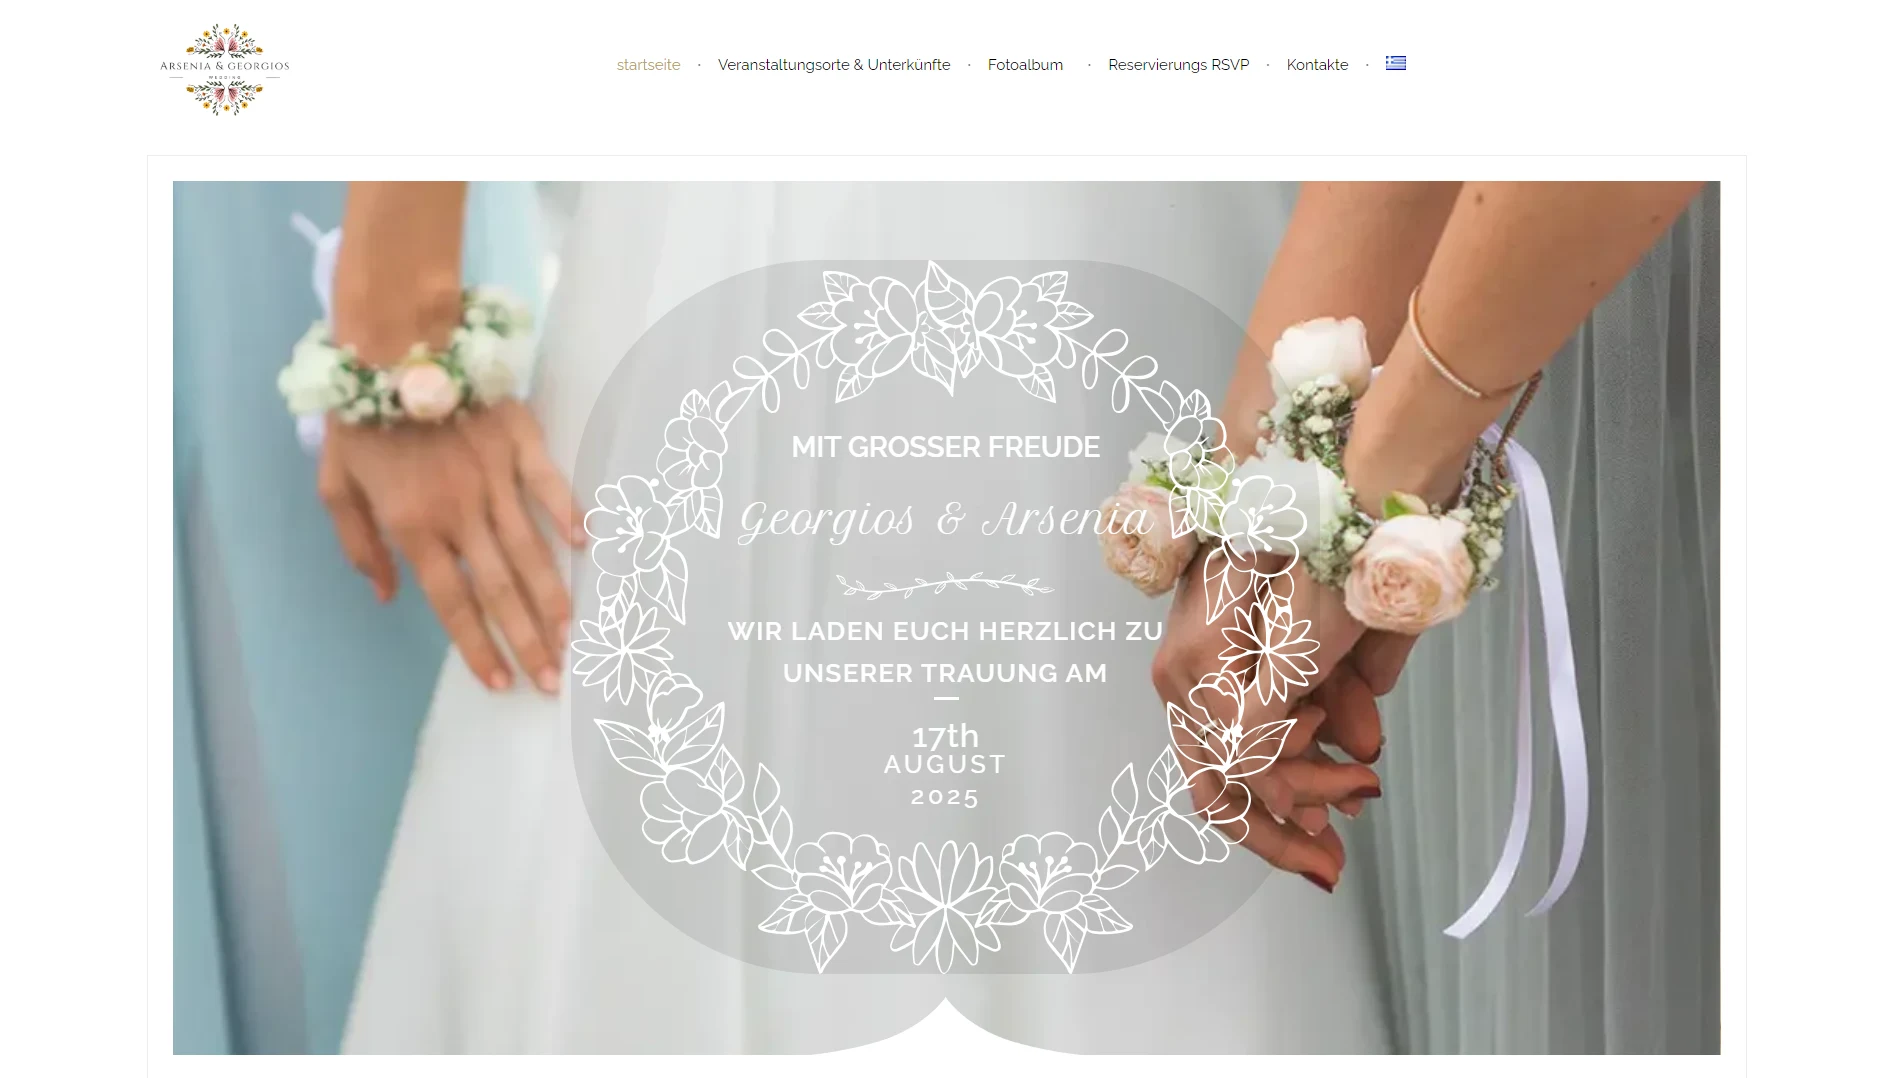 ARSENIA & GEORGIOS
WEDDING
startseite · Veranstaltungsorte & Unterkünfte · Fotoalbum · Reservierungs RSVP · Kontakte ·
MIT GROSSER FREUDE
Georgios & Arsenia
WIR LADEN EUCH HERZLICH ZU
UNSERER TRAUUNG AM
17th
AUGUST
2025